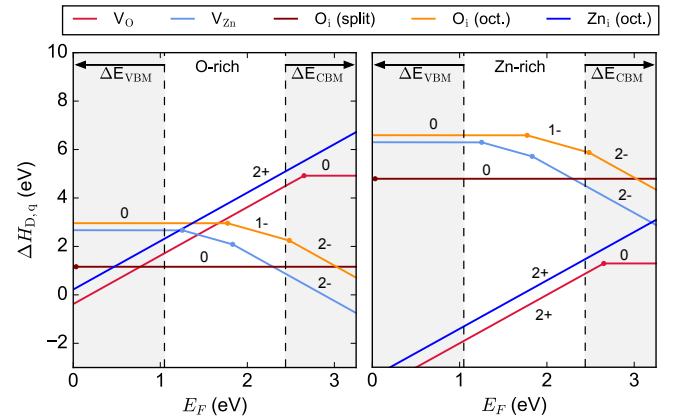 V_O V_Zn O_i (split) O_i (oct.) Zn_i (oct.)
10
8
6
4
2
0
−2
ΔH_D,q (eV)
ΔE_VBM O-rich ΔE_CBM
2+
0
0
1-
2-
0
2-
0 1 2 3
E_F (eV)
ΔE_VBM Zn-rich ΔE_CBM
0
1-
2-
0
2-
2+
0
2+
0 1 2 3
E_F (eV)